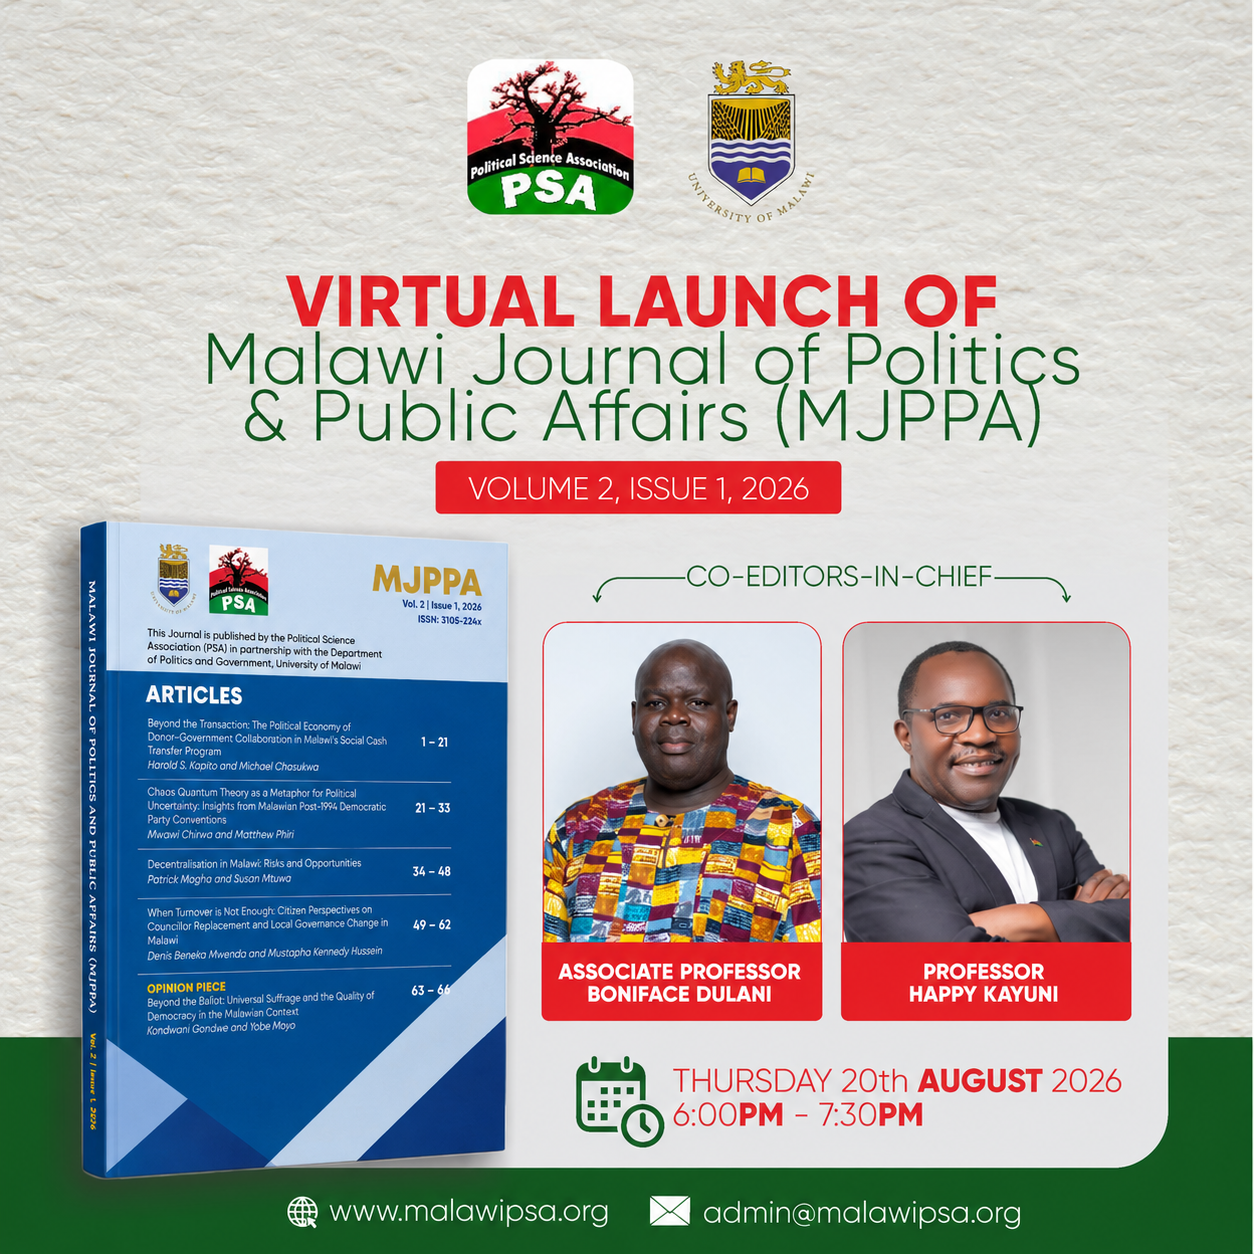 Political Science Association
PSA
UNIVERSITY OF MALAWI
VIRTUAL LAUNCH OF
Malawi Journal of Politics
& Public Affairs (MJPPA)
VOLUME 2, ISSUE 1, 2026
MALAWI JOURNAL OF POLITICS AND PUBLIC AFFAIRS (MJPPA) Vol. 2 | Issue 1, 2026
PSA
MJPPA
Vol. 2 | Issue 1, 2026
ISSN: 3105-224x
This Journal is published by the Political Science
Association (PSA) in partnership with the Department
of Politics and Government, University of Malawi
ARTICLES
Beyond the Transaction: The Political Economy of
Donor–Government Collaboration in Malawi's Social Cash
Transfer Program
Harold S. Kapito and Michael Chasukwa
1 – 21
Chaos Quantum Theory as a Metaphor for Political
Uncertainty: Insights from Malawian Post-1994 Democratic
Party Conventions
Mwawi Chirwa and Matthew Phiri
21 – 33
Decentralisation in Malawi: Risks and Opportunities
Patrick Mogha and Susan Mtuwa
34 – 48
When Turnover is Not Enough: Citizen Perspectives on
Councillor Replacement and Local Governance Change in
Malawi
Denis Beneka Mwenda and Mustapha Kennedy Hussein
49 – 62
OPINION PIECE
Beyond the Ballot: Universal Suffrage and the Quality of
Democracy in the Malawian Context
Kondwani Gondwe and Yobe Moyo
63 – 66
CO-EDITORS-IN-CHIEF
ASSOCIATE PROFESSOR
BONIFACE DULANI
PROFESSOR
HAPPY KAYUNI
THURSDAY 20th AUGUST 2026
6:00PM - 7:30PM
www.malawipsa.org
admin@malawipsa.org